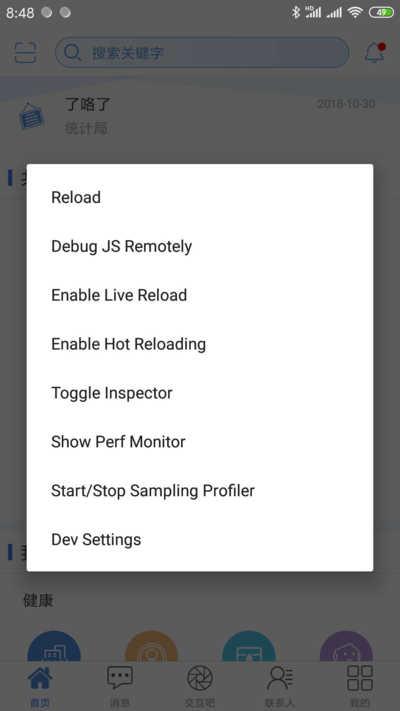 8:48
HD
49
搜索关键字
了咯了
2018-10-30
统计局
Reload
Debug JS Remotely
Enable Live Reload
Enable Hot Reloading
Toggle Inspector
Show Perf Monitor
Start/Stop Sampling Profiler
Dev Settings
健康
首页
消息
交互吧
联系人
我的